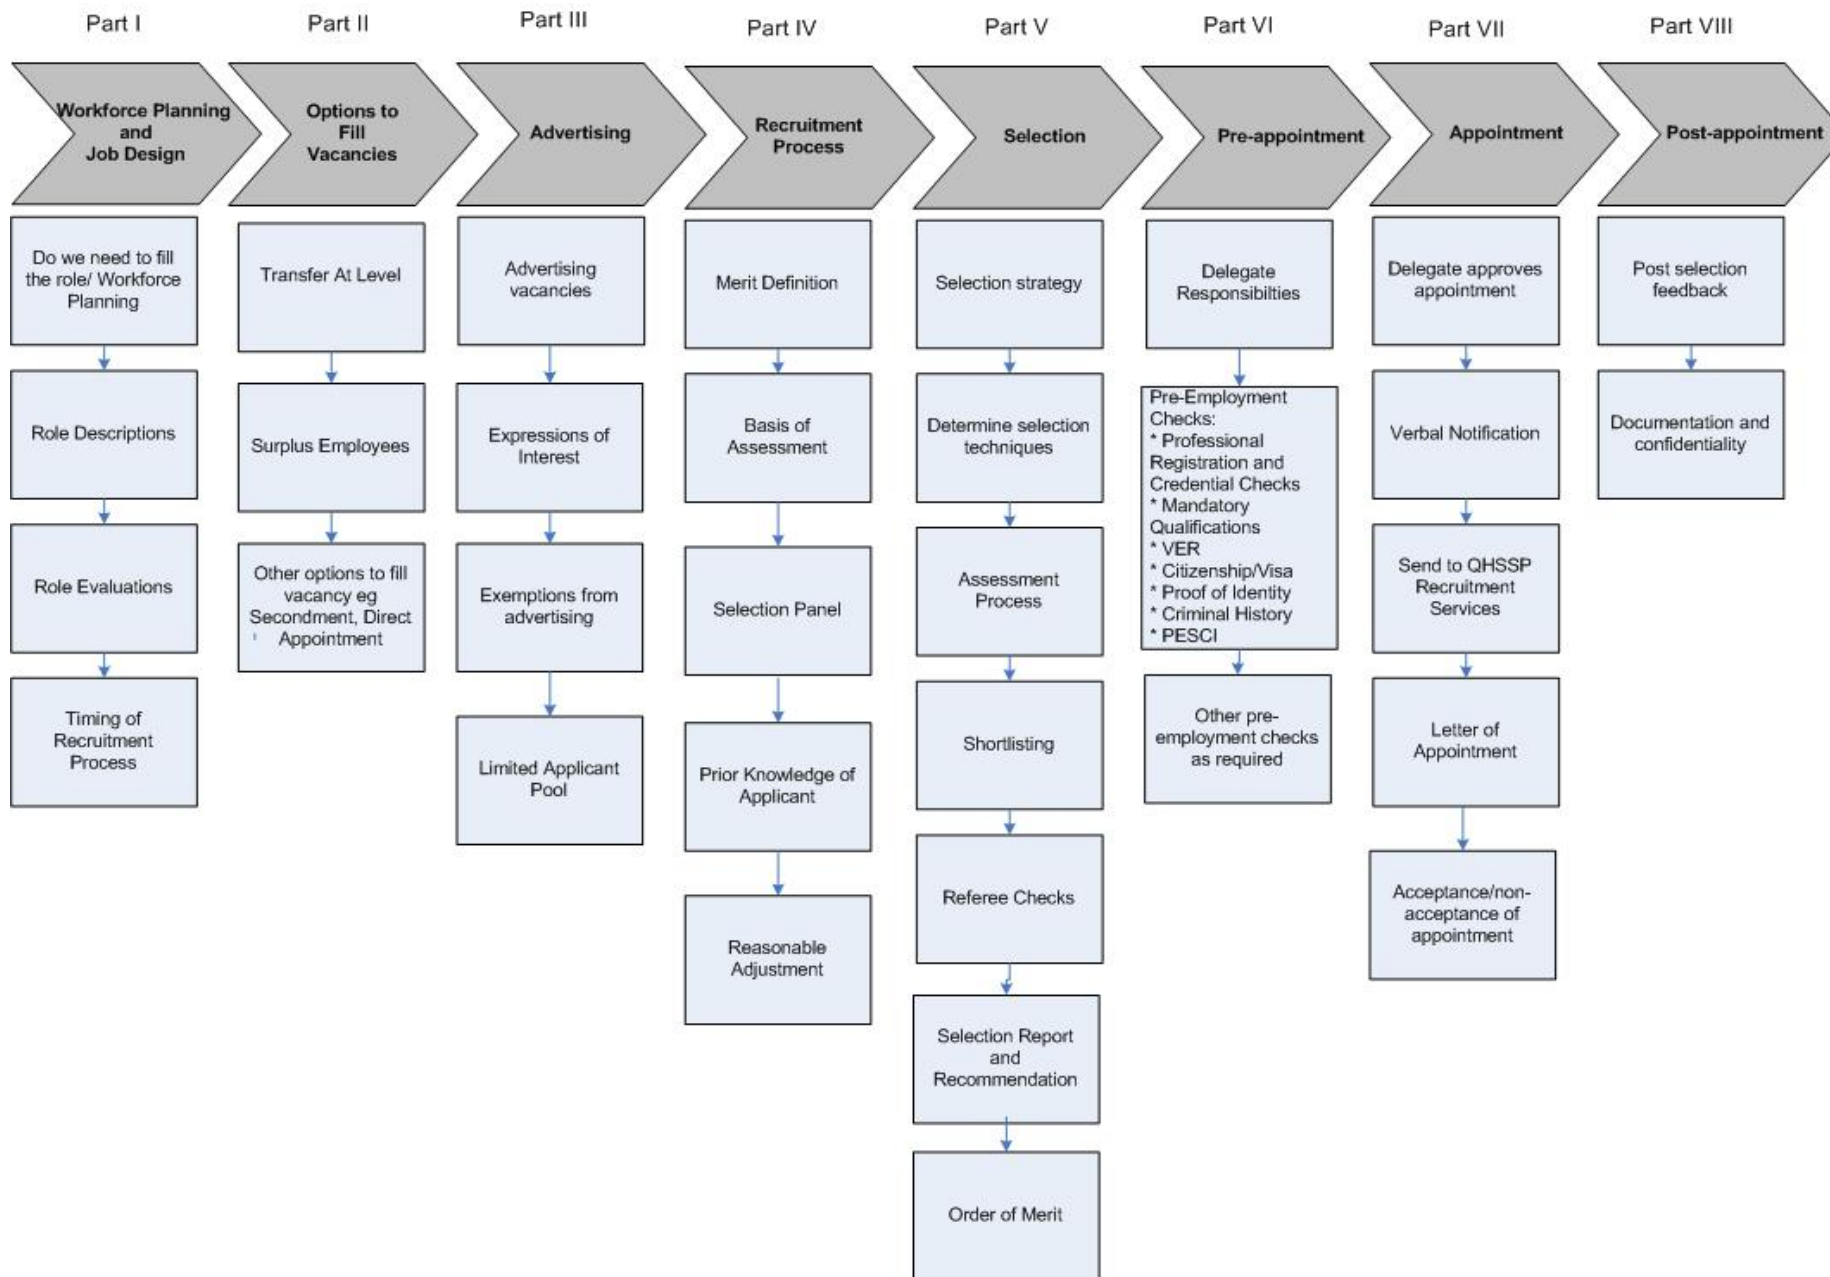 Part I
Part II
Part III
Part IV
Part V
Part VI
Part VII
Part VIII
Workforce Planning
and
Job Design
Options to
Fill
Vacancies
Advertising
Recruitment
Process
Selection
Pre-appointment
Appointment
Post-appointment
Do we need to fill
the role/ Workforce
Planning
Role Descriptions
Role Evaluations
Timing of
Recruitment
Process
Transfer At Level
Surplus Employees
Other options to fill
vacancy eg
Secondment, Direct
Appointment
Advertising
vacancies
Expressions of
Interest
Exemptions from
advertising
Limited Applicant
Pool
Merit Definition
Basis of
Assessment
Selection Panel
Prior Knowledge of
Applicant
Reasonable
Adjustment
Selection strategy
Determine selection
techniques
Assessment
Process
Shortlisting
Referee Checks
Selection Report
and
Recommendation
Order of Merit
Delegate
Responsibilties
Pre-Employment
Checks:
* Professional
Registration and
Credential Checks
* Mandatory
Qualifications
* VER
* Citizenship/Visa
* Proof of Identity
* Criminal History
* PESCI
Other pre-
employment checks
as required
Delegate approves
appointment
Verbal Notification
Send to QHSSP
Recruitment
Services
Letter of
Appointment
Acceptance/non-
acceptance of
appointment
Post selection
feedback
Documentation and
confidentiality